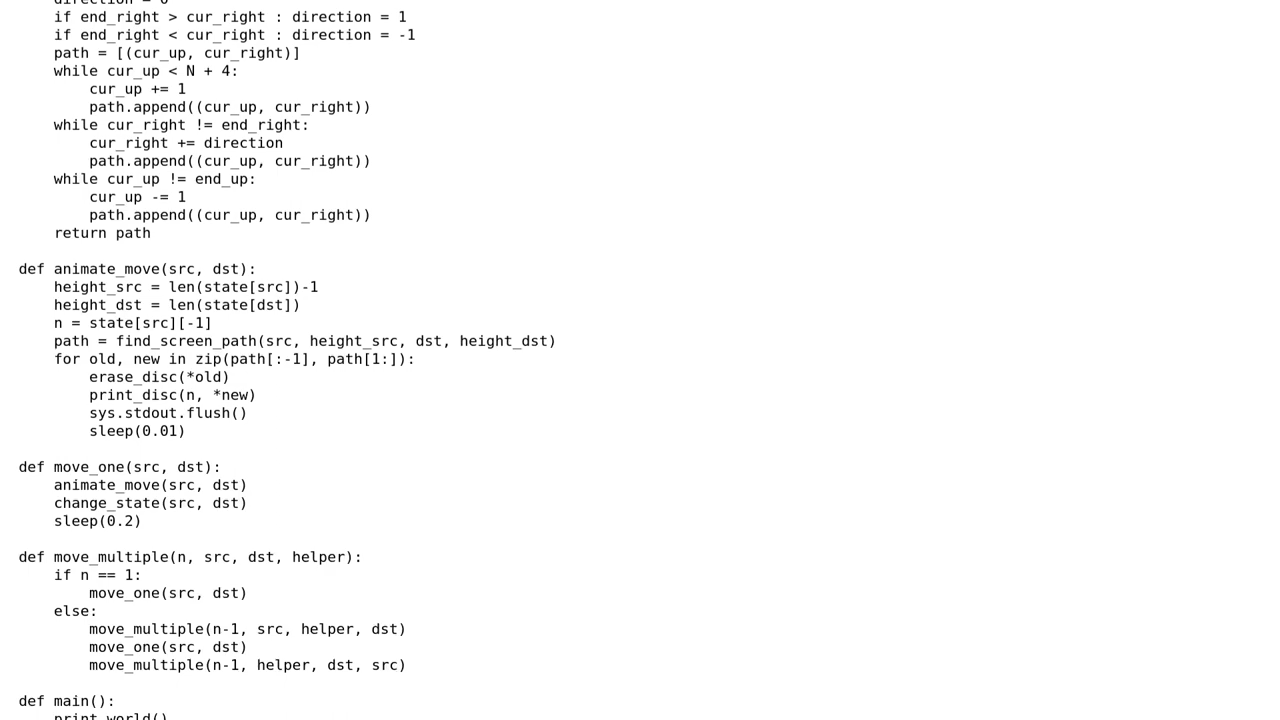 direction = 0
if end_right > cur_right : direction = 1
if end_right < cur_right : direction = -1
path = [(cur_up, cur_right)]
while cur_up < N + 4:
cur_up += 1
path.append((cur_up, cur_right))
while cur_right != end_right:
cur_right += direction
path.append((cur_up, cur_right))
while cur_up != end_up:
cur_up -= 1
path.append((cur_up, cur_right))
return path
def animate_move(src, dst):
height_src = len(state[src])-1
height_dst = len(state[dst])
n = state[src][-1]
path = find_screen_path(src, height_src, dst, height_dst)
for old, new in zip(path[:-1], path[1:]):
erase_disc(*old)
print_disc(n, *new)
sys.stdout.flush()
sleep(0.01)
def move_one(src, dst):
animate_move(src, dst)
change_state(src, dst)
sleep(0.2)
def move_multiple(n, src, dst, helper):
if n == 1:
move_one(src, dst)
else:
move_multiple(n-1, src, helper, dst)
move_one(src, dst)
move_multiple(n-1, helper, dst, src)
def main():
print_world()